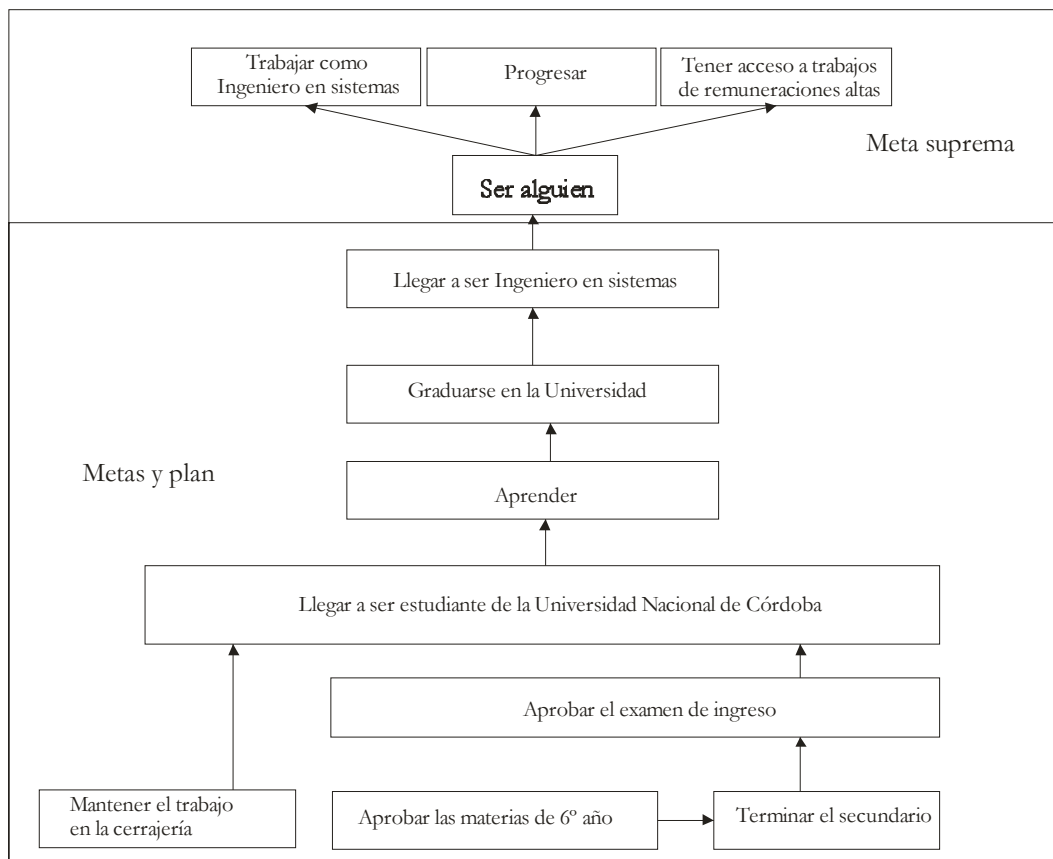 Trabajar como
Ingeniero en sistemas
Progresar
Tener acceso a trabajos
de remuneraciones altas
Meta suprema
Ser alguien
Llegar a ser Ingeniero en sistemas
Graduarse en la Universidad
Metas y plan
Aprender
Llegar a ser estudiante de la Universidad Nacional de Córdoba
Aprobar el examen de ingreso
Mantener el trabajo
en la cerrajería
Aprobar las materias de 6º año
Terminar el secundario